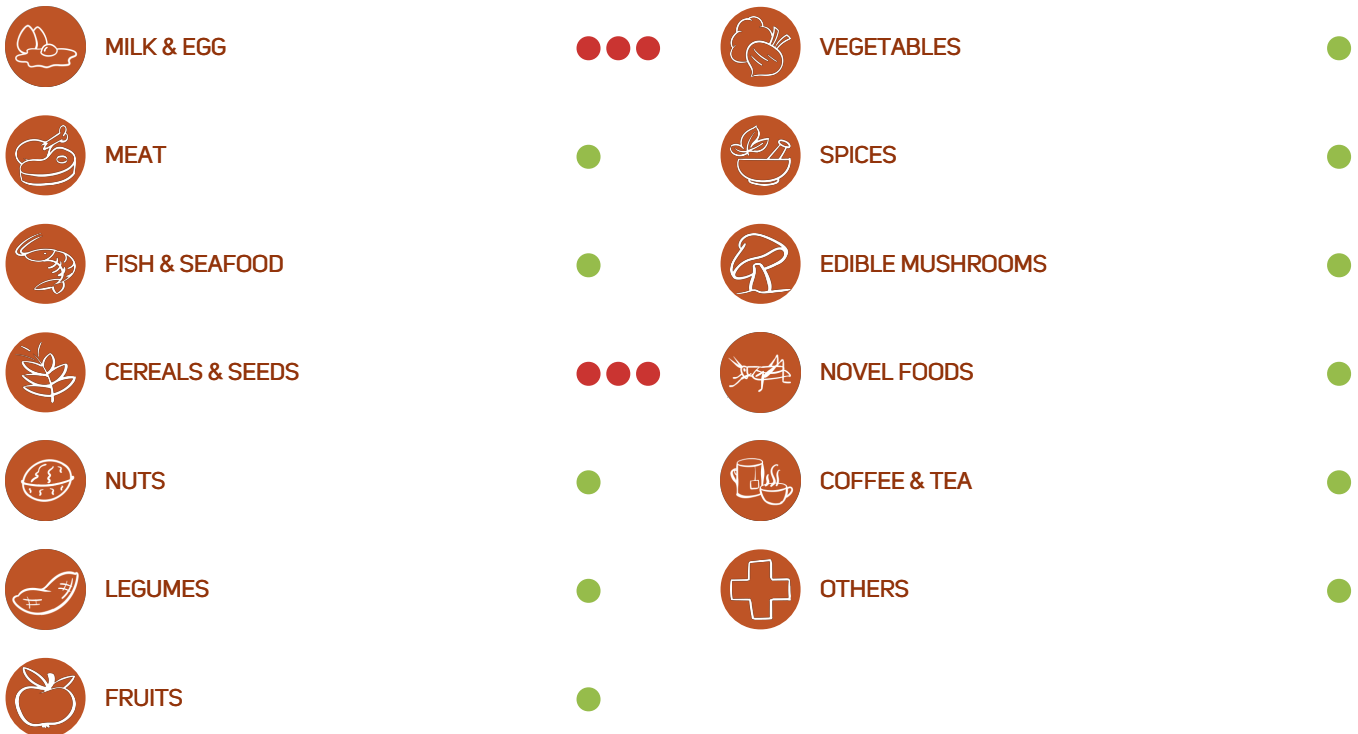 MILK & EGG
MEAT
FISH & SEAFOOD
CEREALS & SEEDS
NUTS
LEGUMES
FRUITS
VEGETABLES
SPICES
EDIBLE MUSHROOMS
NOVEL FOODS
COFFEE & TEA
OTHERS